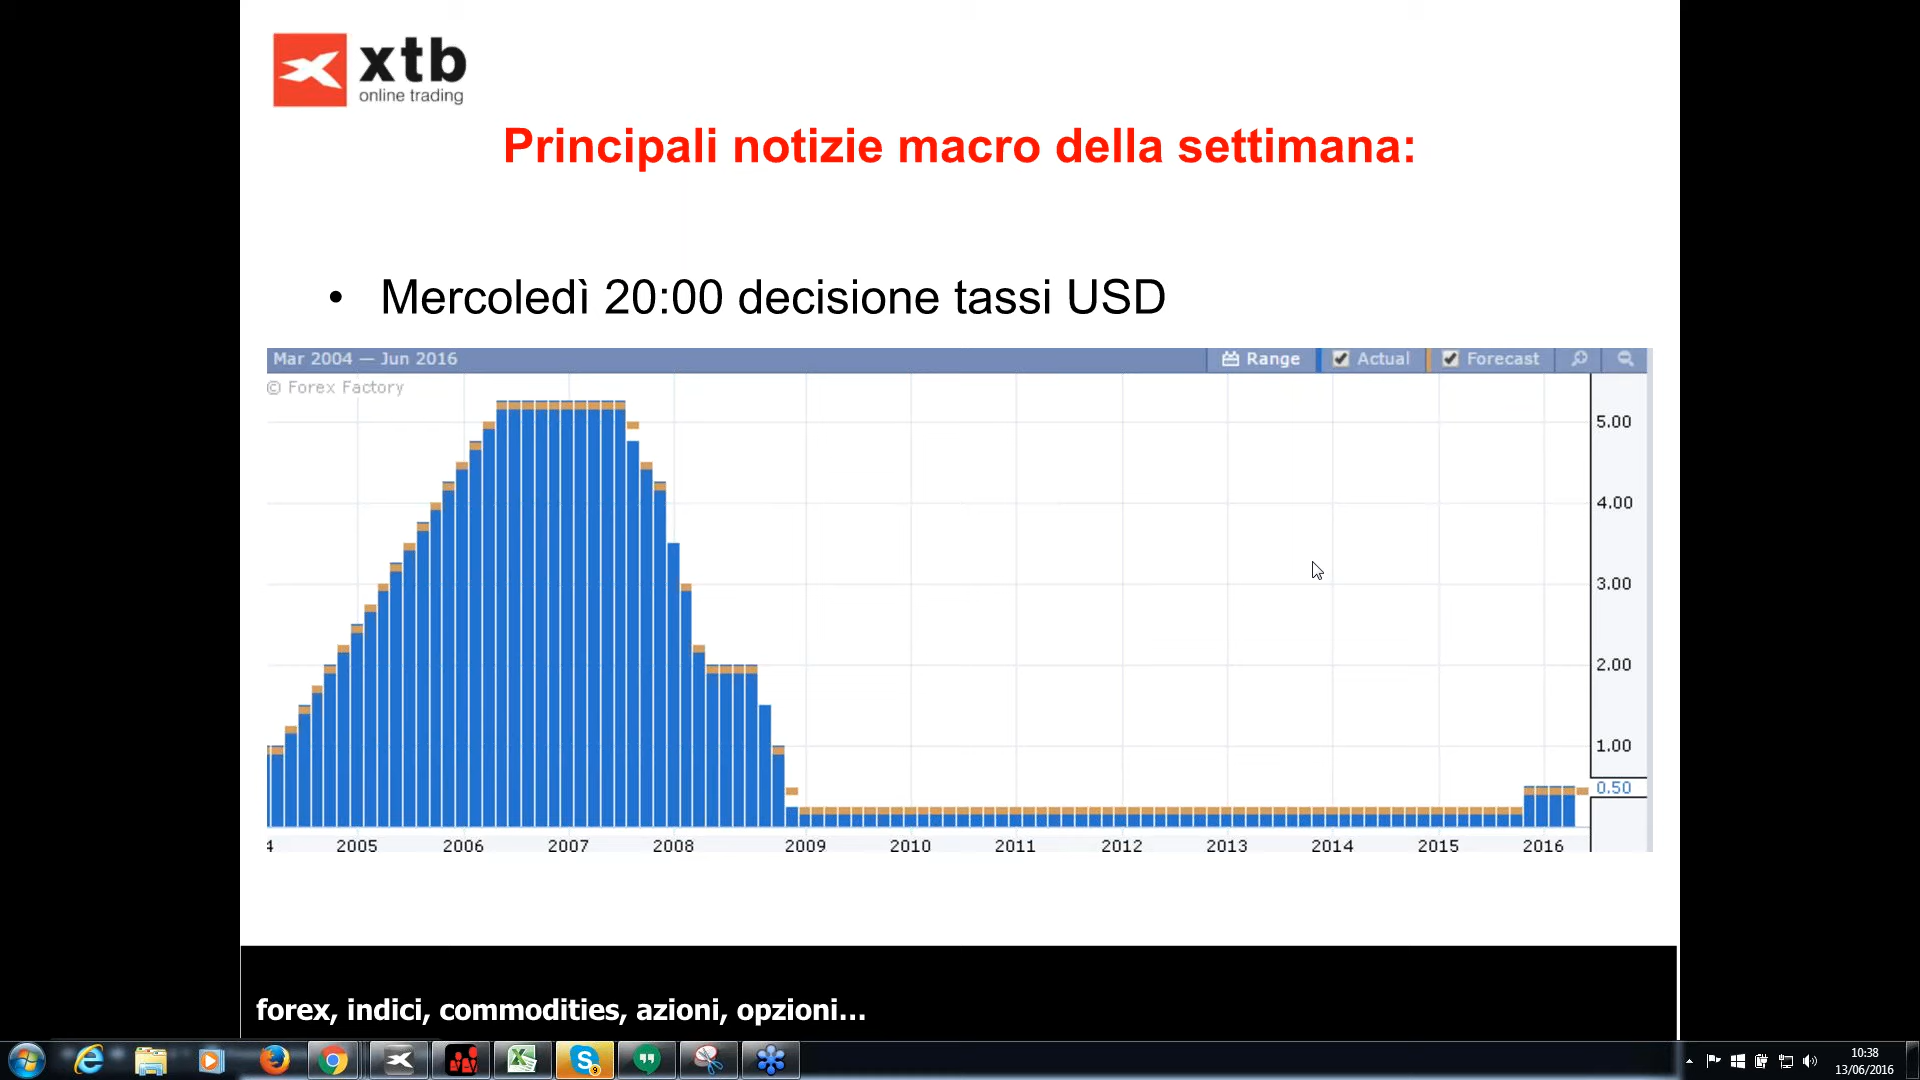 xtb
online trading
Principali notizie macro della settimana:
• Mercoledì 20:00 decisione tassi USD
Mar 2004 — Jun 2016 Range Actual Forecast
© Forex Factory
5.00
4.00
3.00
2.00
1.00
0.50
4 2005 2006 2007 2008 2009 2010 2011 2012 2013 2014 2015 2016
forex, indici, commodities, azioni, opzioni...
9
10:38
13/06/2016